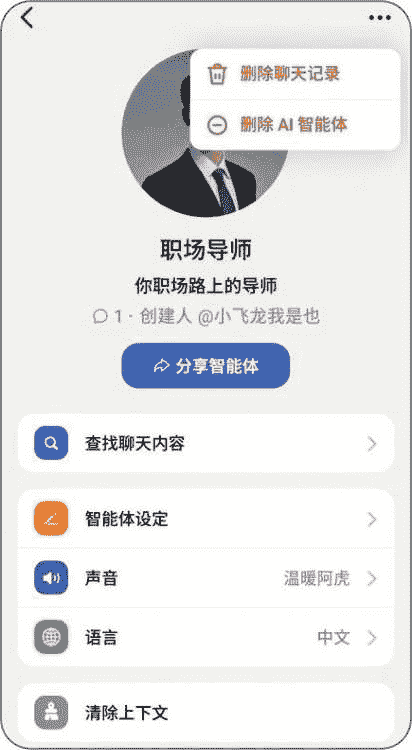 删除聊天记录
删除 AI 智能体
职场导师
你职场路上的导师
1 · 创建人 @小飞龙我是也
分享智能体
查找聊天内容
智能体设定
声音 温暖阿虎
语言 中文
清除上下文